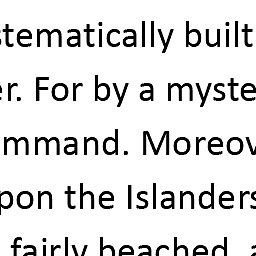 stematically built
er. For by a myste
mmand. Moreov
pon the Islanders
fairly beached, a